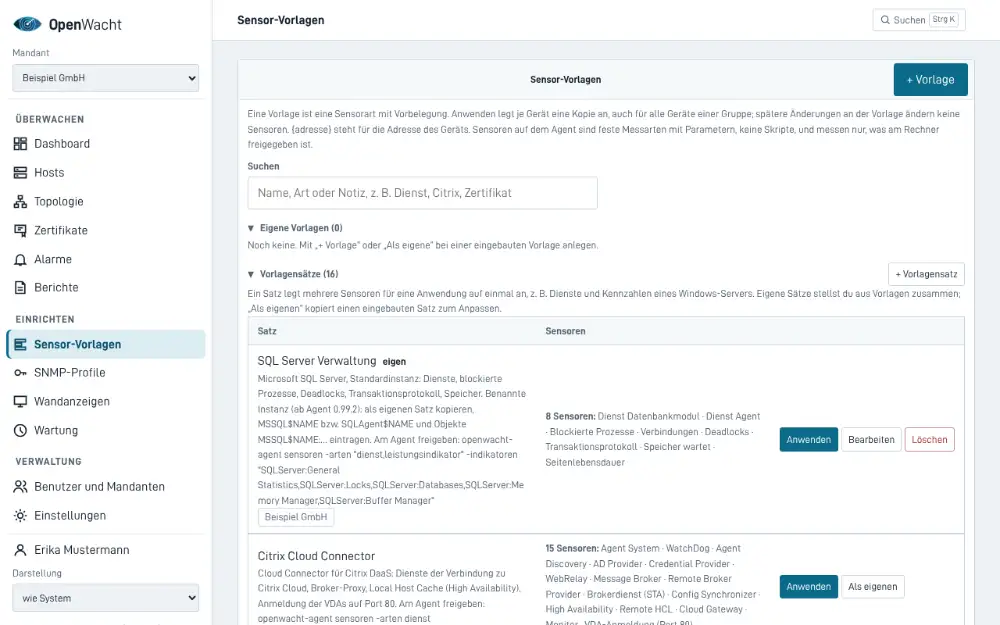 OpenWacht
Mandant
Beispiel GmbH
ÜBERWACHEN
Dashboard
Hosts
Topologie
Zertifikate
Alarme
Berichte
EINRICHTEN
Sensor-Vorlagen
SNMP-Profile
Wandanzeigen
Wartung
VERWALTUNG
Benutzer und Mandanten
Einstellungen
Erika Mustermann
Darstellung
wie System
Sensor-Vorlagen
Suchen Strg K
Sensor-Vorlagen
+ Vorlage
Eine Vorlage ist eine Sensorart mit Vorbelegung. Anwenden legt je Gerät eine Kopie an, auch für alle Geräte einer Gruppe; spätere Änderungen an der Vorlage ändern keine
Sensoren. {adresse} steht für die Adresse des Geräts. Sensoren auf dem Agent sind feste Messarten mit Parametern, keine Skripte, und messen nur, was am Rechner
freigegeben ist.
Suchen
Name, Art oder Notiz, z. B. Dienst, Citrix, Zertifikat
▼ Eigene Vorlagen (0)
Noch keine. Mit „+ Vorlage" oder „Als eigene" bei einer eingebauten Vorlage anlegen.
▼ Vorlagensätze (16)
+ Vorlagensatz
Ein Satz legt mehrere Sensoren für eine Anwendung auf einmal an, z. B. Dienste und Kennzahlen eines Windows-Servers. Eigene Sätze stellst du aus Vorlagen zusammen;
„Als eigenen" kopiert einen eingebauten Satz zum Anpassen.
Satz
Sensoren
SQL Server Verwaltung eigen
Microsoft SQL Server, Standardinstanz: Dienste, blockierte
Prozesse, Deadlocks, Transaktionsprotokoll, Speicher. Benannte
Instanz (ab Agent 0.99.2): als eigenen Satz kopieren,
MSSQL$NAME bzw. SQLAgent$NAME und Objekte
MSSQL$NAME:... eintragen. Am Agent freigeben: openwacht-
agent sensoren -arten "dienst,leistungsindikator" -indikatoren
"SQLServer:General
Statistics,SQLServer:Locks,SQLServer:Databases,SQLServer:Me
mory Manager,SQLServer:Buffer Manager"
Beispiel GmbH
8 Sensoren: Dienst Datenbankmodul · Dienst Agent
· Blockierte Prozesse · Verbindungen · Deadlocks ·
Transaktionsprotokoll · Speicher wartet ·
Seitenlebensdauer
Anwenden
Bearbeiten
Löschen
Citrix Cloud Connector
Cloud Connector für Citrix DaaS: Dienste der Verbindung zu
Citrix Cloud, Broker-Proxy, Local Host Cache (High Availability),
Anmeldung der VDAs auf Port 80. Am Agent freigeben:
openwacht-agent sensoren -arten dienst
15 Sensoren: Agent System · WatchDog · Agent
Discovery · AD Provider · Credential Provider ·
WebRelay · Message Broker · Remote Broker
Provider · Brokerdienst (STA) · Config Synchronizer ·
High Availability · Remote HCL · Cloud Gateway ·
Monitor · VDA-Anmeldung (Port 80)
Anwenden
Als eigenen